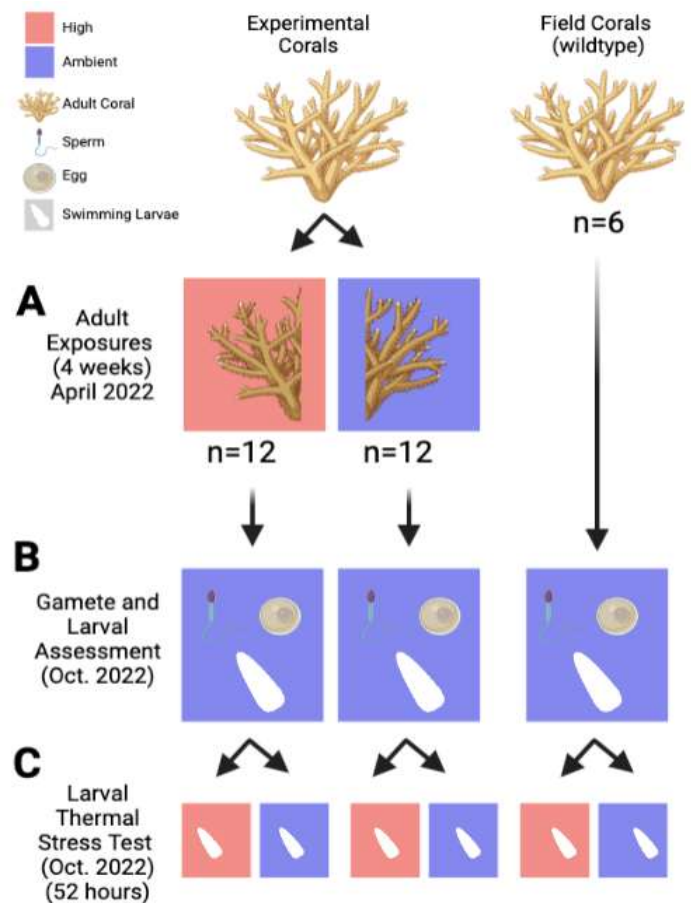 High
Ambient
Adult Coral
Sperm
Egg
Swimming Larvae
Experimental
Corals
Field Corals
(wildtype)
n=6
A
Adult
Exposures
(4 weeks)
April 2022
n=12
n=12
B
Gamete and
Larval
Assessment
(Oct. 2022)
C
Larval
Thermal
Stress Test
(Oct. 2022)
(52 hours)